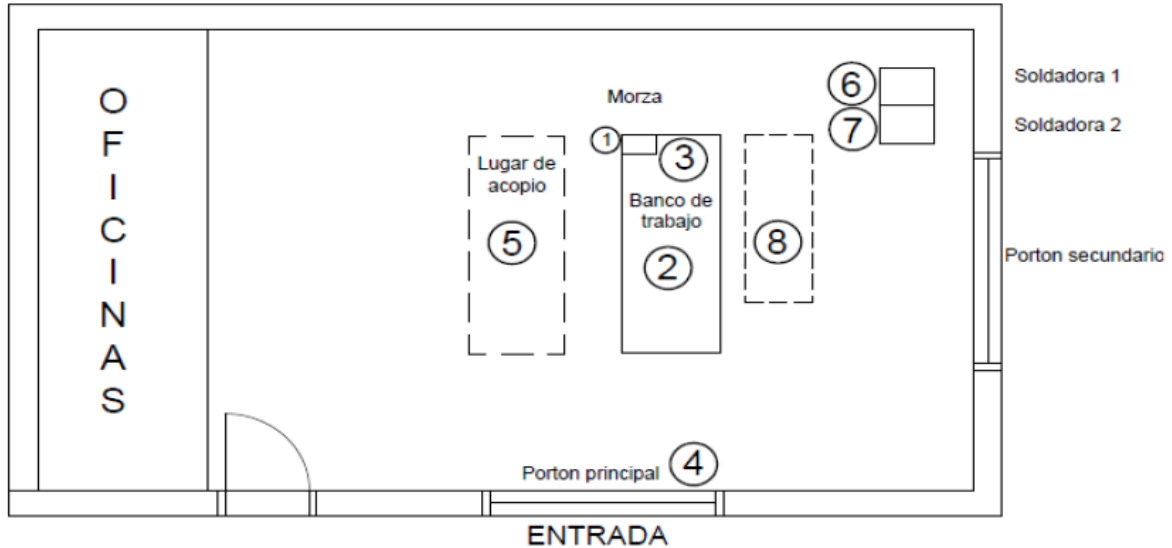 OFICINAS
Morza
1
Lugar de
acopio
5
3
Banco de
trabajo
2
8
6
Soldadora 1
7
Soldadora 2
Porton secundario
Porton principal
4
ENTRADA